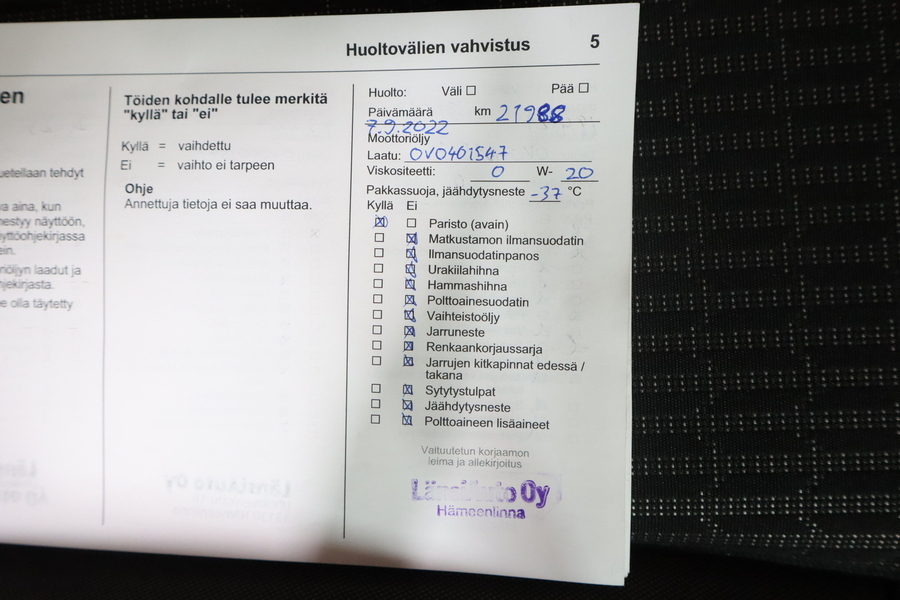 Huoltovälien vahvistus 5
en
uetellaan tehdyt
a aina, kun
nestyy näyttöön,
yttöohjekirjassa
ein.
niöljyn laadut ja
hjekirjasta.
e olla täytetty
Töiden kohdalle tulee merkitä
"kyllä" tai "ei"
Kyllä = vaihdettu
Ei = vaihto ei tarpeen
Ohje
Annettuja tietoja ei saa muuttaa.
Huolto: Väli Pää
Päivämäärä km 21988
7.9.2022
Moottoriöljy
Laatu: OVO401547
Viskositeetti: 0 W- 20
Pakkassuoja, jäähdytysneste -37 °C
Kyllä Ei
Paristo (avain)
Matkustamon ilmansuodatin
Ilmansuodatinpanos
Urakiilahihna
Hammashihna
Polttoainesuodatin
Vaihteistoöljy
Jarruneste
Renkaankorjaussarja
Jarrujen kitkapinnat edessä /
takana
Sytytystulpat
Jäähdytysneste
Polttoaineen lisäaineet
Valtuutetun korjaamon
leima ja allekirjoitus
LänsiAuto Oy
Hämeenlinna